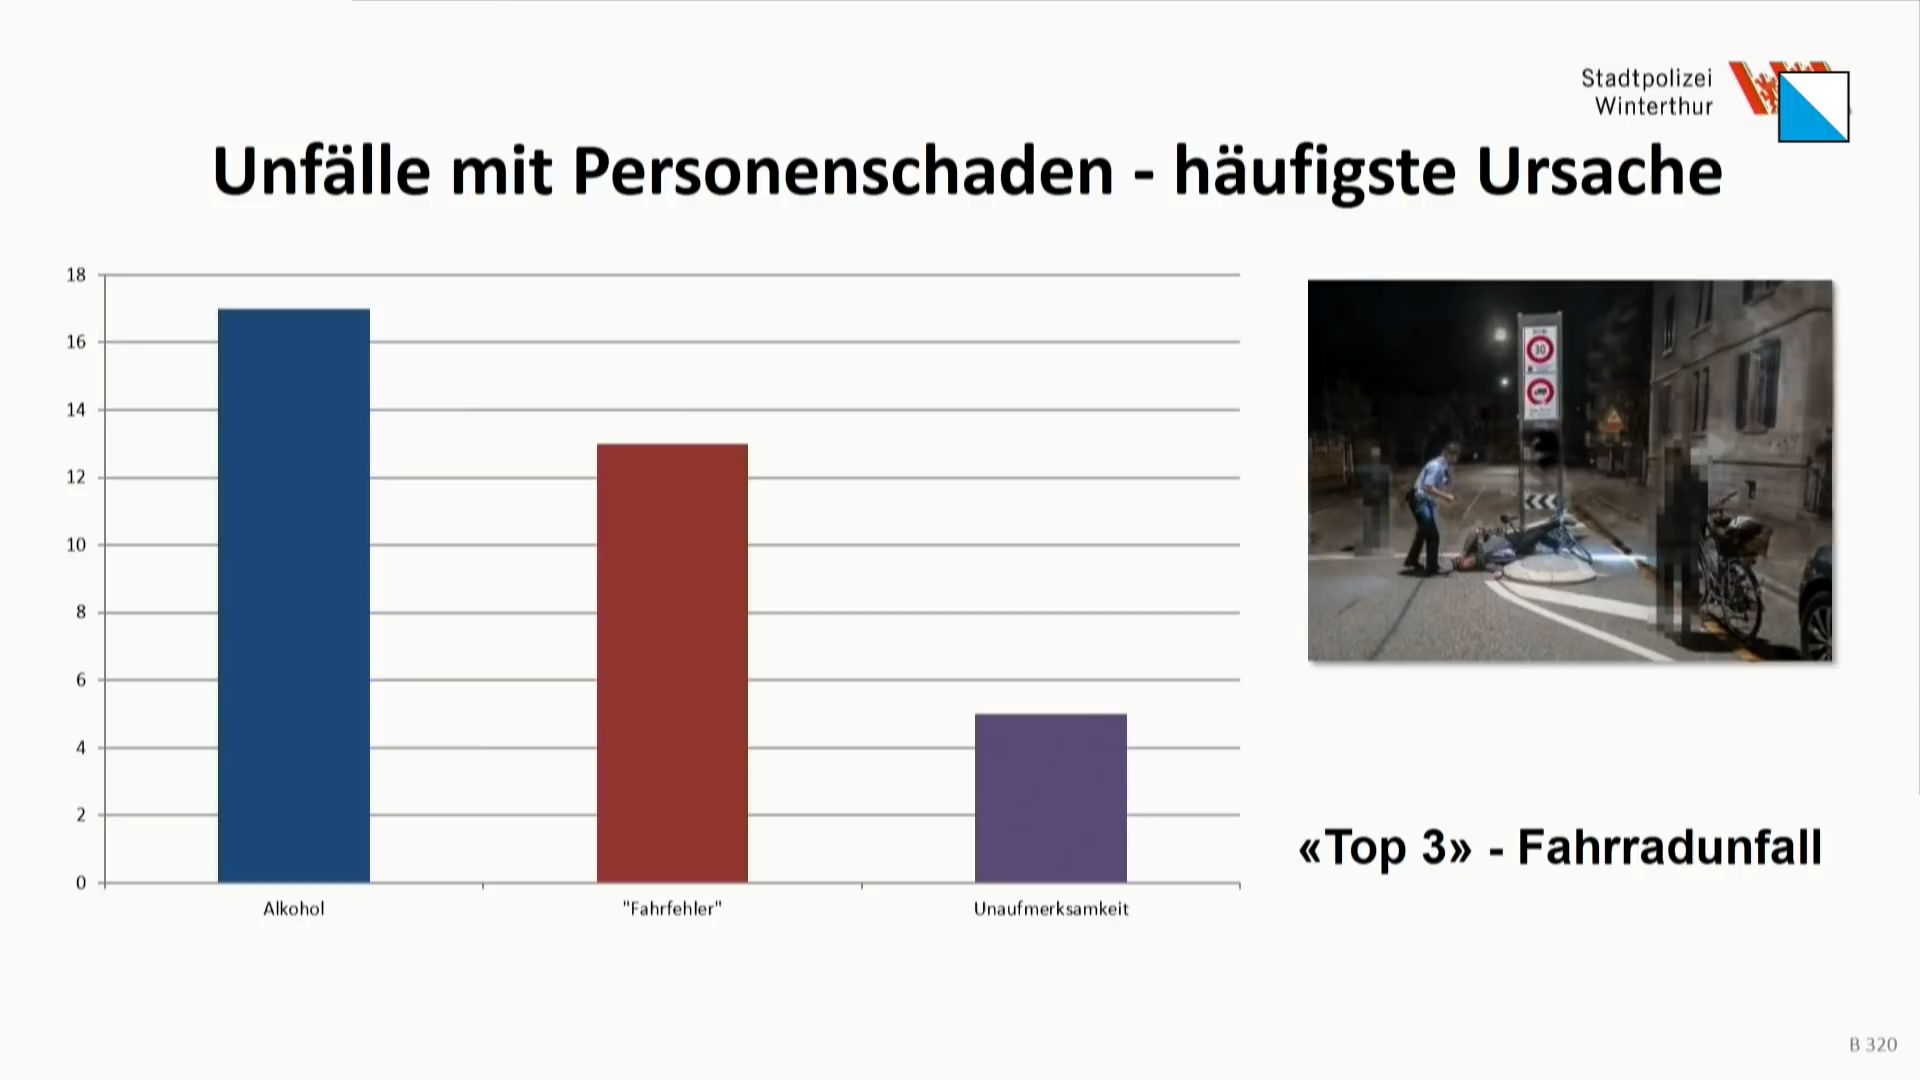 Stadtpolizei
Winterthur
Unfälle mit Personenschaden - häufigste Ursache
18
16
14
12
10
8
6
4
2
0
Alkohol
"Fahrfehler"
Unaufmerksamkeit
30
«Top 3» - Fahrradunfall
B 320